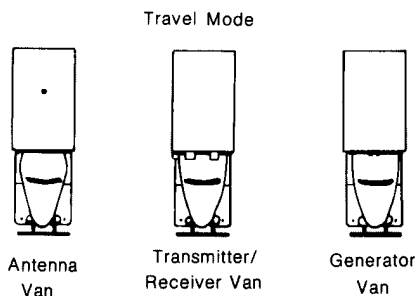 Travel Mode
Antenna
Van
Transmitter/
Receiver Van
Generator
Van